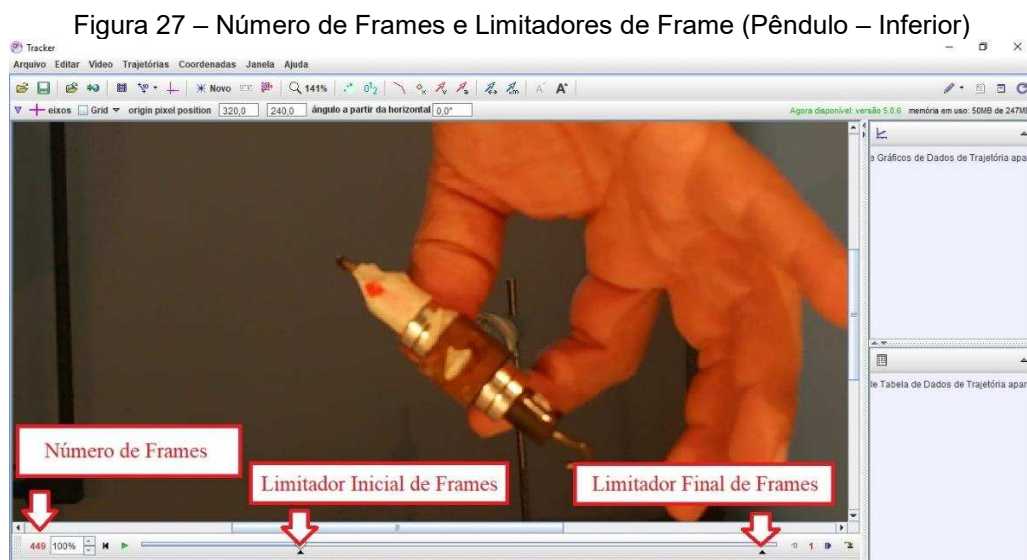 Figura 27 – Número de Frames e Limitadores de Frame (Pêndulo – Inferior)
Tracker
Arquivo Editar Video Trajetórias Coordenadas Janela Ajuda
Novo 141%
eixos Grid origin pixel position 320,0 240,0 ângulo a partir da horizontal 0,0° Agora disponível: versão 5.0.6 memória em uso: 50MB de 247MB
Gráficos de Dados de Trajetória apar
Tabela de Dados de Trajetória apar
Número de Frames
Limitador Inicial de Frames
Limitador Final de Frames
449 100% 1